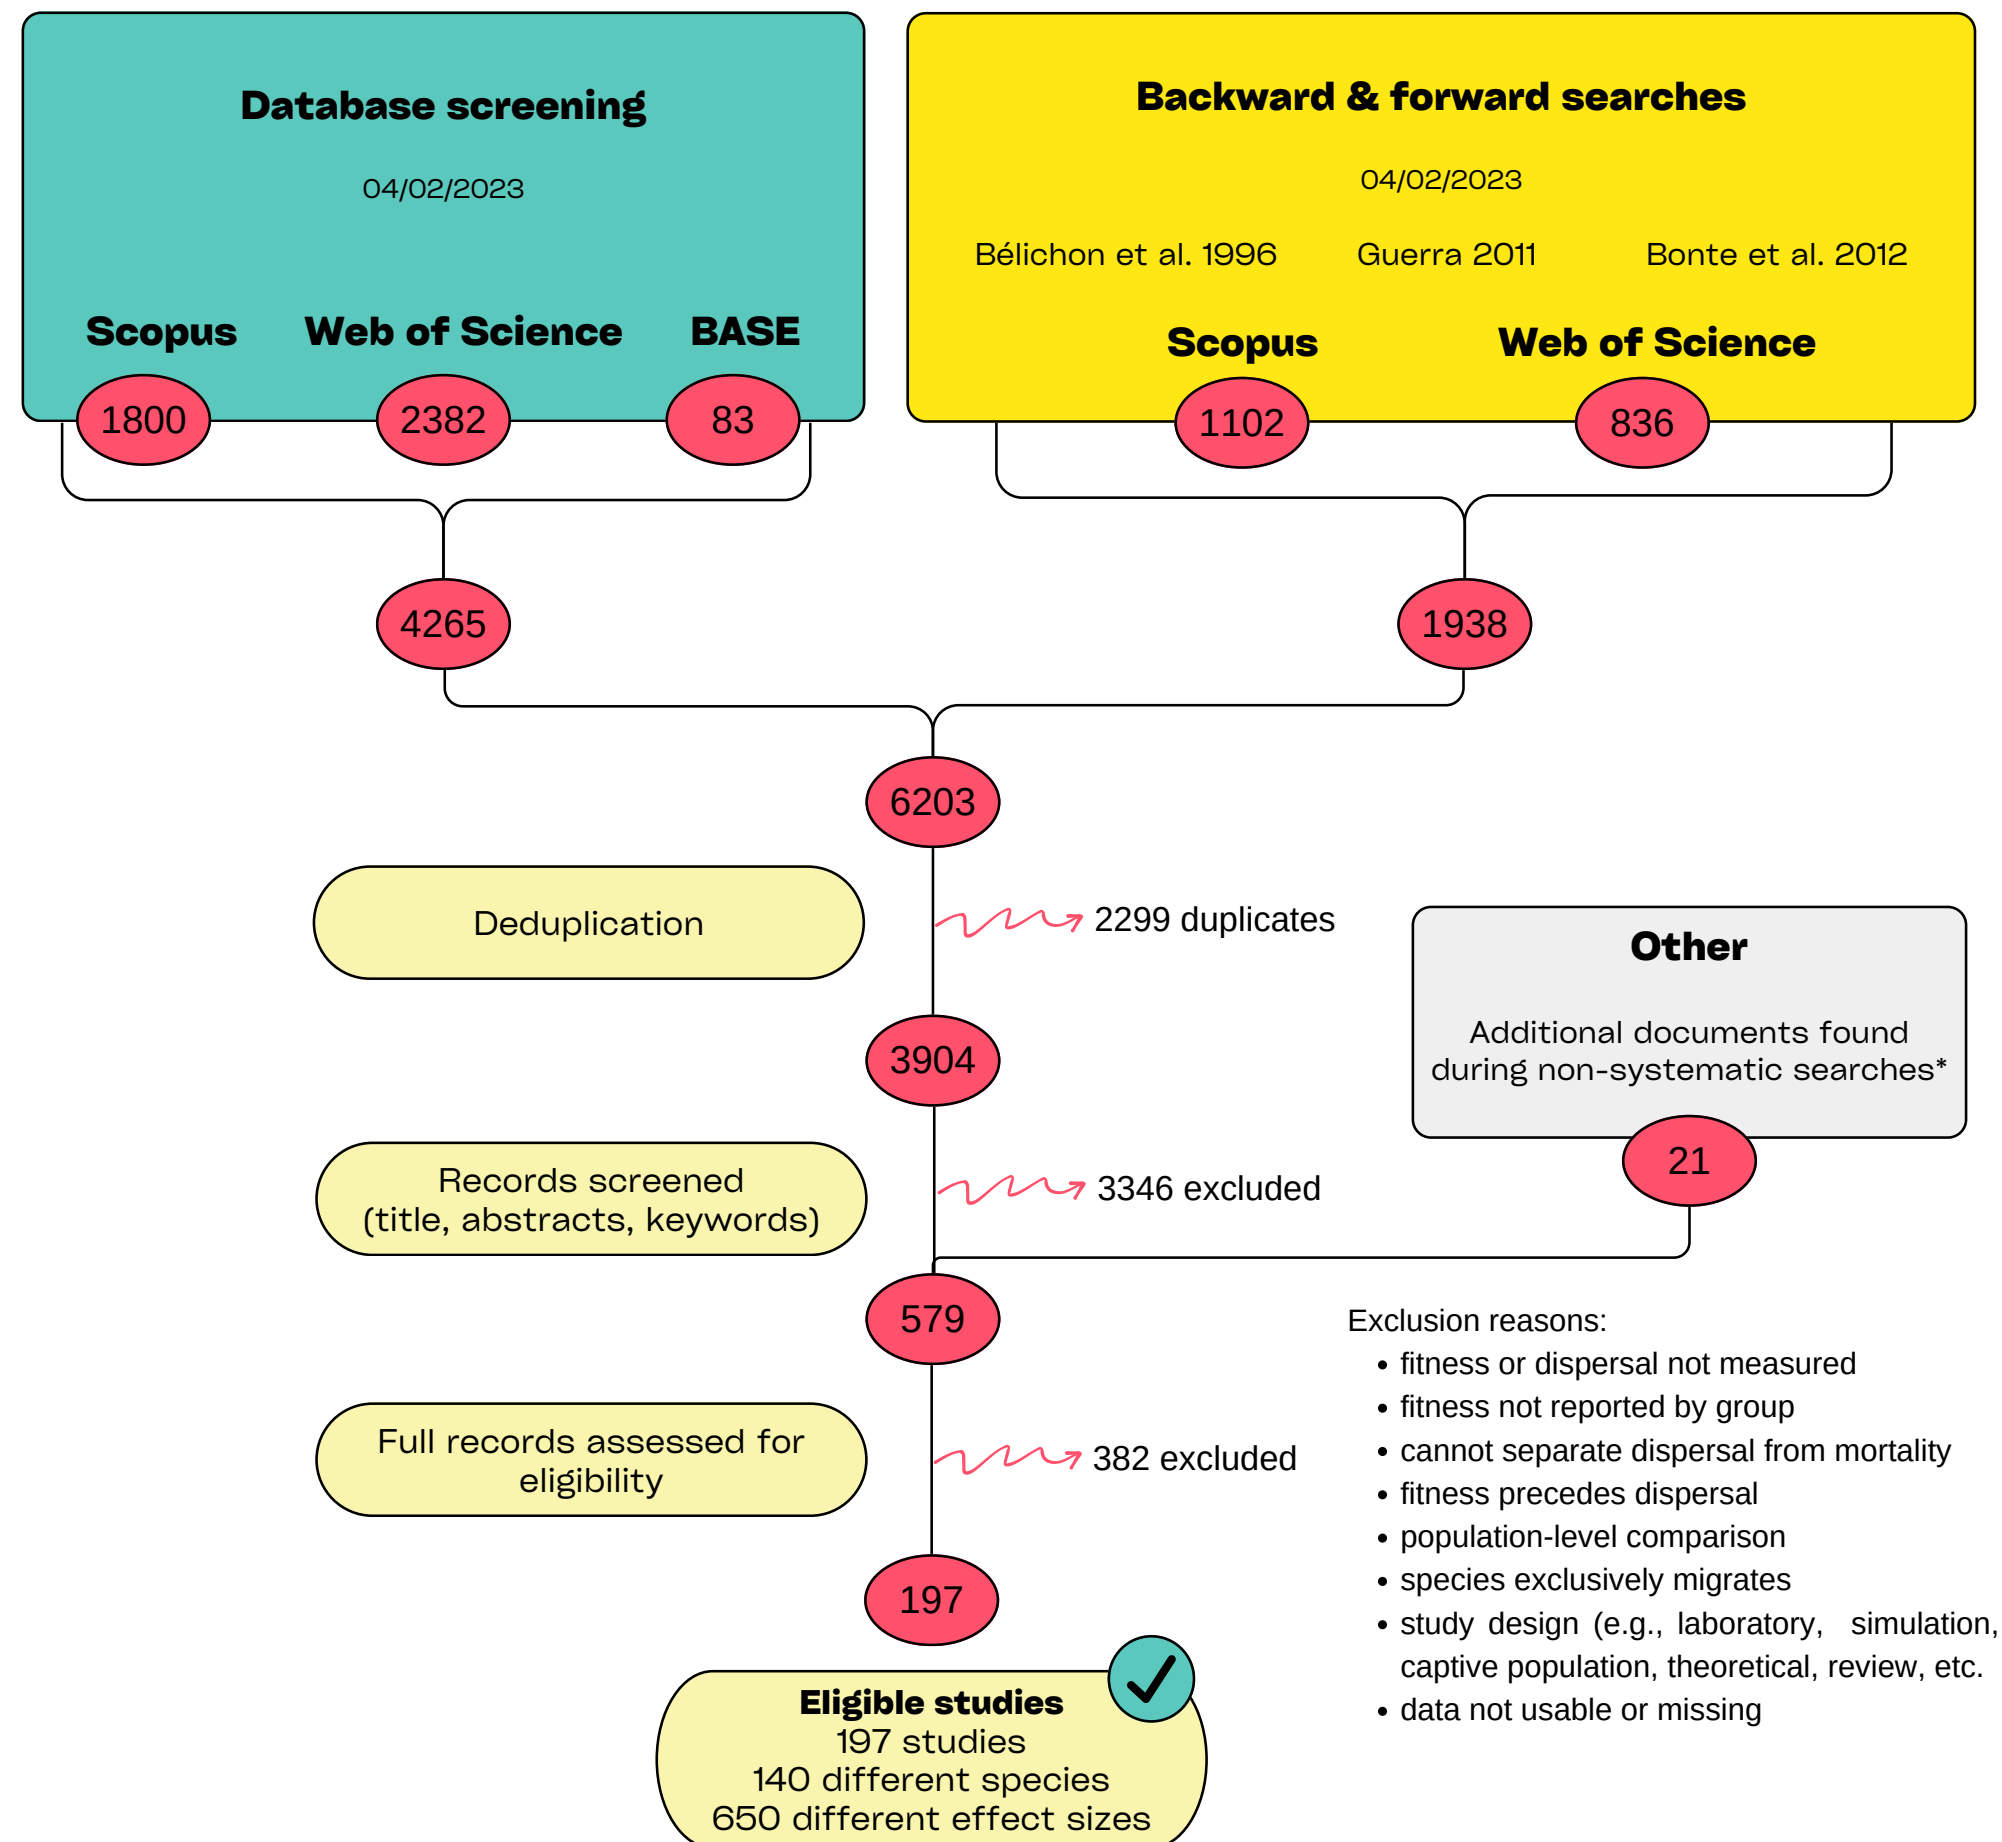 Database screening
04/02/2023
Scopus
Web of Science
BASE
1800
2382
83
Backward & forward searches
04/02/2023
Bélichon et al. 1996
Guerra 2011
Bonte et al. 2012
Scopus
Web of Science
1102
836
4265
1938
6203
Deduplication
2299 duplicates
3904
Other
Additional documents found
during non-systematic searches*
21
Records screened
(title, abstracts, keywords)
3346 excluded
579
Full records assessed for
eligibility
382 excluded
Exclusion reasons:
• fitness or dispersal not measured
• fitness not reported by group
• cannot separate dispersal from mortality
• fitness precedes dispersal
• population-level comparison
• species exclusively migrates
• study design (e.g., laboratory, simulation,
captive population, theoretical, review, etc.
• data not usable or missing
197
Eligible studies
197 studies
140 different species
650 different effect sizes